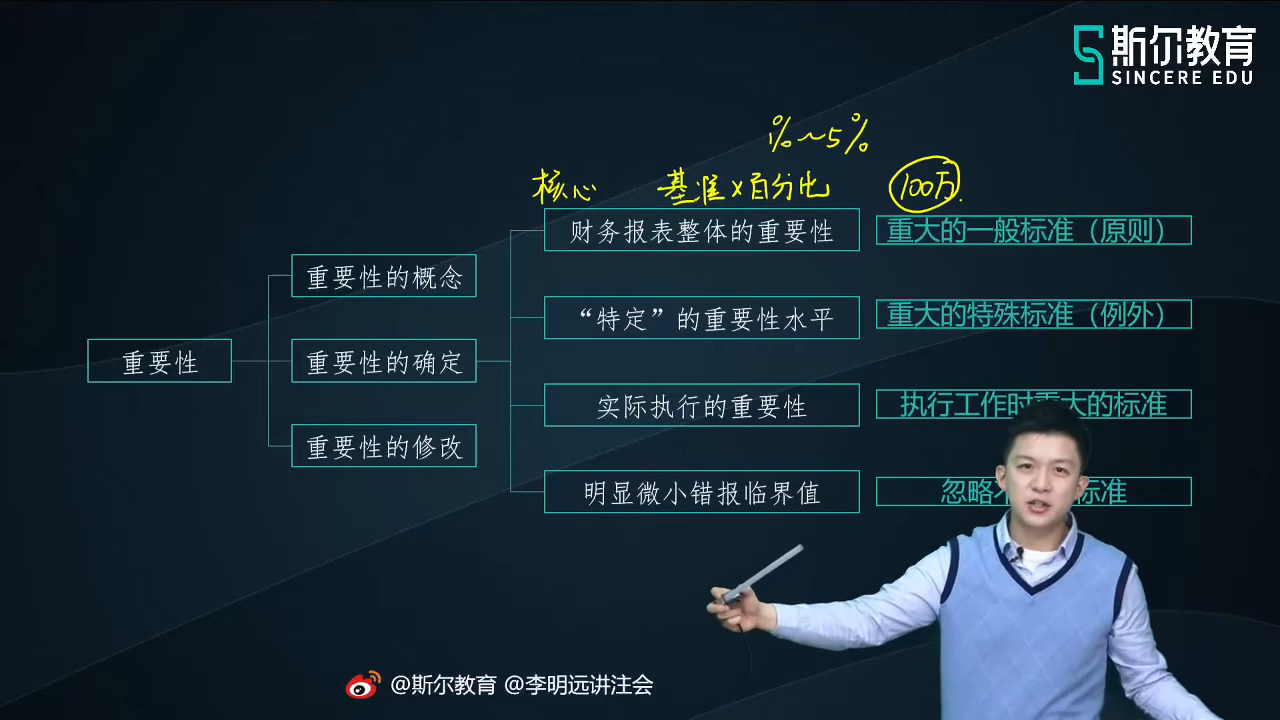 斯尔教育
SINCERE EDU
1%~5%
核心 基准×百分比 100万
财务报表整体的重要性 重大的一般标准（原则）
重要性的概念
“特定”的重要性水平 重大的特殊标准（例外）
重要性 重要性的确定
实际执行的重要性 执行工作时重大的标准
重要性的修改
明显微小错报临界值 忽略不 标准
@斯尔教育 @李明远讲注会